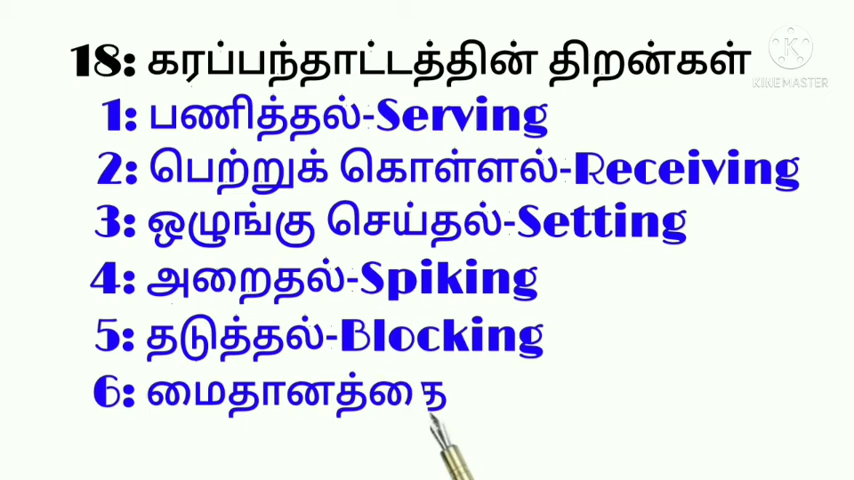 18: கரப்பந்தாட்டத்தின் திறன்கள்
KINEMASTER
1: பணித்தல்-Serving
2: பெற்றுக் கொள்ளல்-Receiving
3: ஒழுங்கு செய்தல்-Setting
4: அறைதல்-Spiking
5: தடுத்தல்-Blocking
6: மைதானத்தை